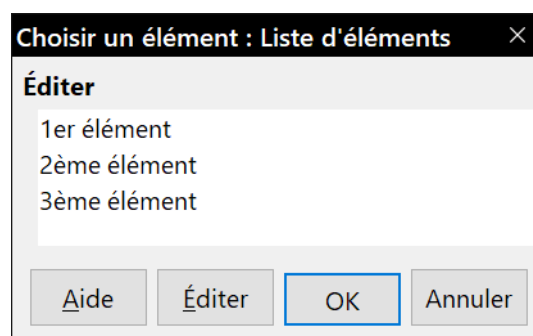 Choisir un élément : Liste d'éléments
Éditer
1er élément
2ème élément
3ème élément
Aide Éditer OK Annuler